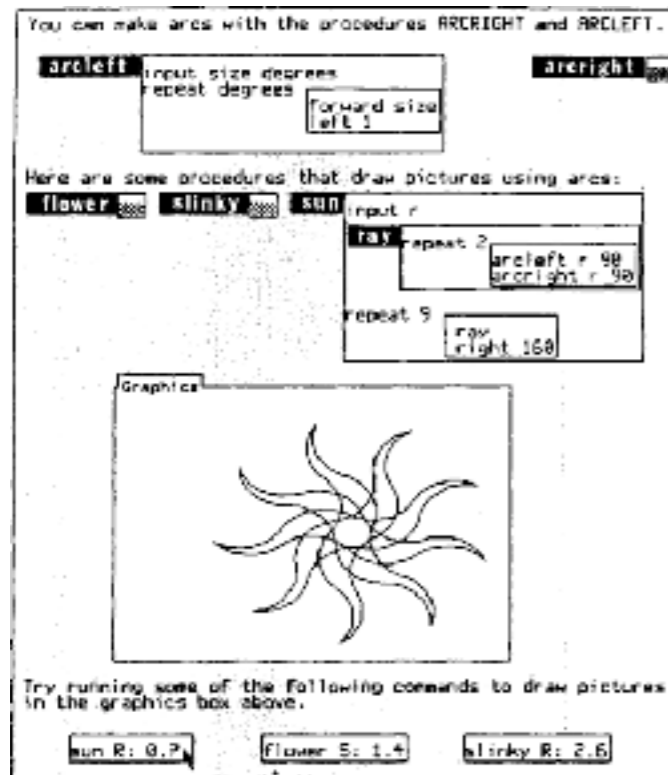 You can make arcs with the procedures ARCRIGHT and ARCLEFT.
arcleft
input size degrees
repeat degrees
forward size
left 1
arcright
Here are some procedures that draw pictures using arcs:
flower
slinky
sun
input r
ray
repeat 2
arcleft r 90
arcright r 90
repeat 9
ray
right 160
Graphics
Try running some of the following commands to draw pictures
in the graphics box above.
sun R: 0.7
flower S: 1.4
slinky R: 2.6